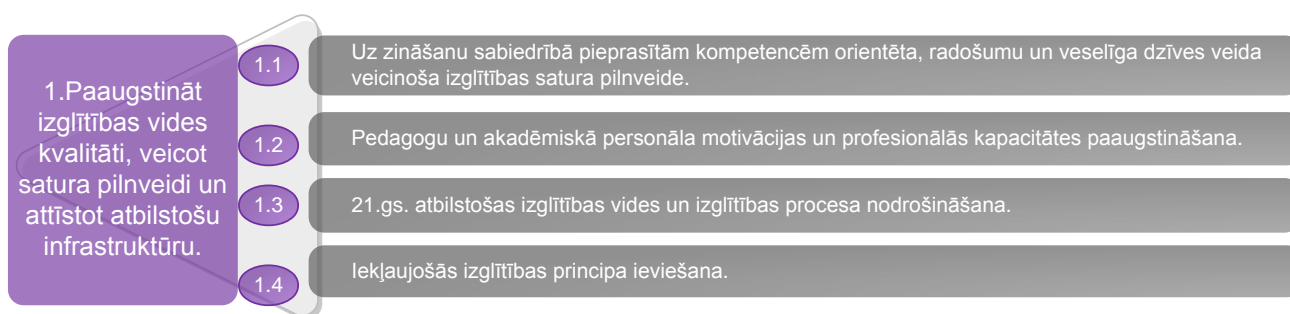 1.Paaugstināt
izglītības vides
kvalitāti, veicot
satura pilnveidi un
attīstot atbilstošu
infrastruktūru.
1.1
Uz zināšanu sabiedrībā pieprasītām kompetencēm orientēta, radošumu un veselīga dzīves veida
veicinoša izglītības satura pilnveide.
1.2
Pedagogu un akadēmiskā personāla motivācijas un profesionālās kapacitātes paaugstināšana.
1.3
21.gs. atbilstošas izglītības vides un izglītības procesa nodrošināšana.
1.4
Iekļaujošās izglītības principa ieviešana.